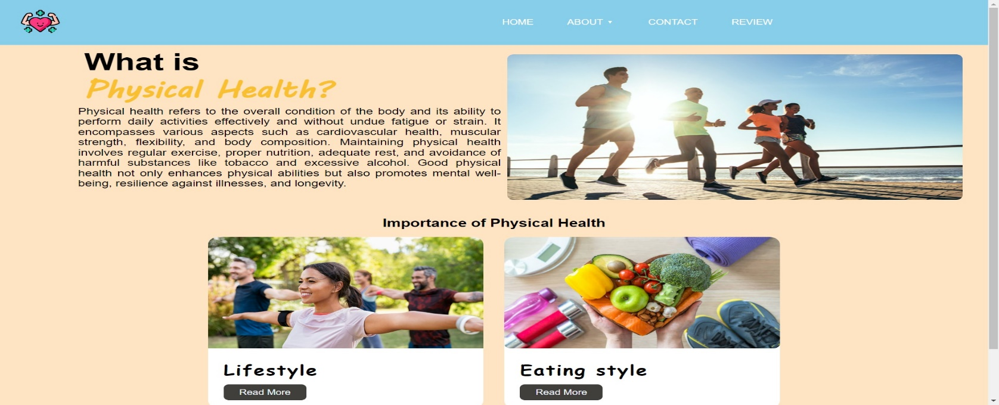 HOME ABOUT CONTACT REVIEW
What is
Physical Health?
Physical health refers to the overall condition of the body and its ability to
perform daily activities effectively and without undue fatigue or strain. It
encompasses various aspects such as cardiovascular health, muscular
strength, flexibility, and body composition. Maintaining physical health
involves regular exercise, proper nutrition, adequate rest, and avoidance of
harmful substances like tobacco and excessive alcohol. Good physical
health not only enhances physical abilities but also promotes mental well-
being, resilience against illnesses, and longevity.
Importance of Physical Health
Lifestyle
Read More
Eating style
Read More